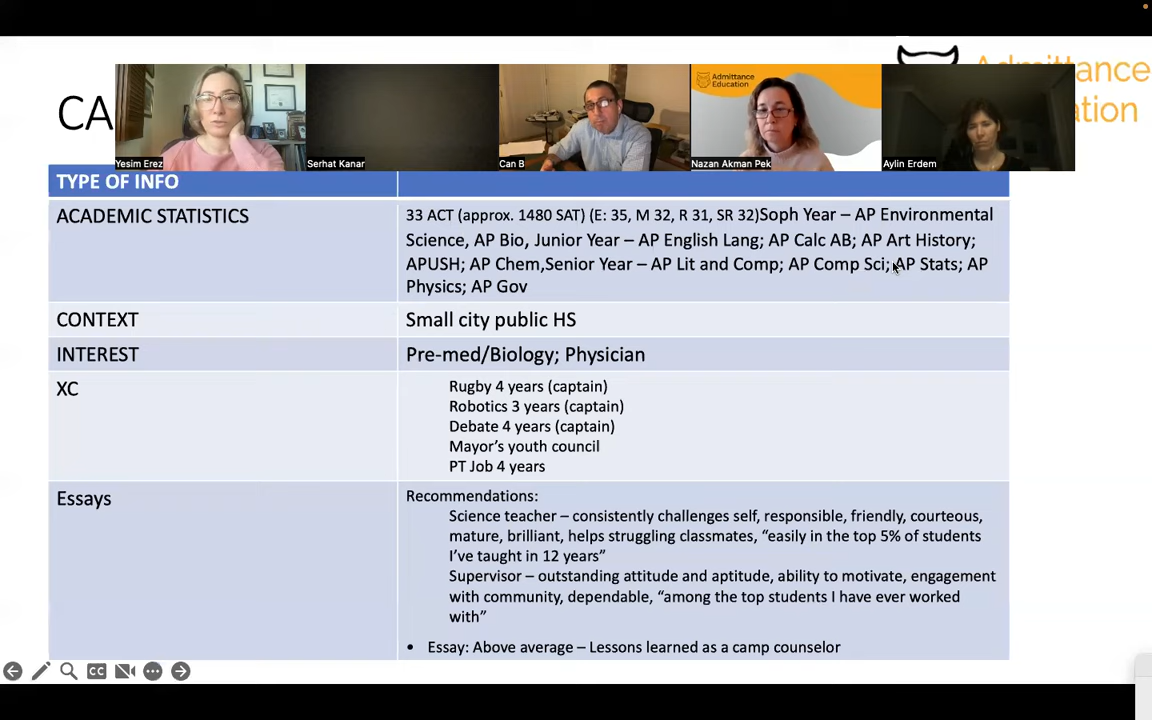 Admittance
Education
CA
Yesim Erez
Serhat Kanar
Can B
Admittance
Education
Nazan Akman Pek
Aylin Erdem
TYPE OF INFO
ACADEMIC STATISTICS
33 ACT (approx. 1480 SAT) (E: 35, M 32, R 31, SR 32)Soph Year – AP Environmental
Science, AP Bio, Junior Year – AP English Lang; AP Calc AB; AP Art History;
APUSH; AP Chem,Senior Year – AP Lit and Comp; AP Comp Sci; AP Stats; AP
Physics; AP Gov
CONTEXT
Small city public HS
INTEREST
Pre-med/Biology; Physician
XC
Rugby 4 years (captain)
Robotics 3 years (captain)
Debate 4 years (captain)
Mayor's youth council
PT Job 4 years
Essays
Recommendations:
Science teacher – consistently challenges self, responsible, friendly, courteous,
mature, brilliant, helps struggling classmates, “easily in the top 5% of students
I've taught in 12 years”
Supervisor – outstanding attitude and aptitude, ability to motivate, engagement
with community, dependable, “among the top students I have ever worked
with”
• Essay: Above average – Lessons learned as a camp counselor
CC